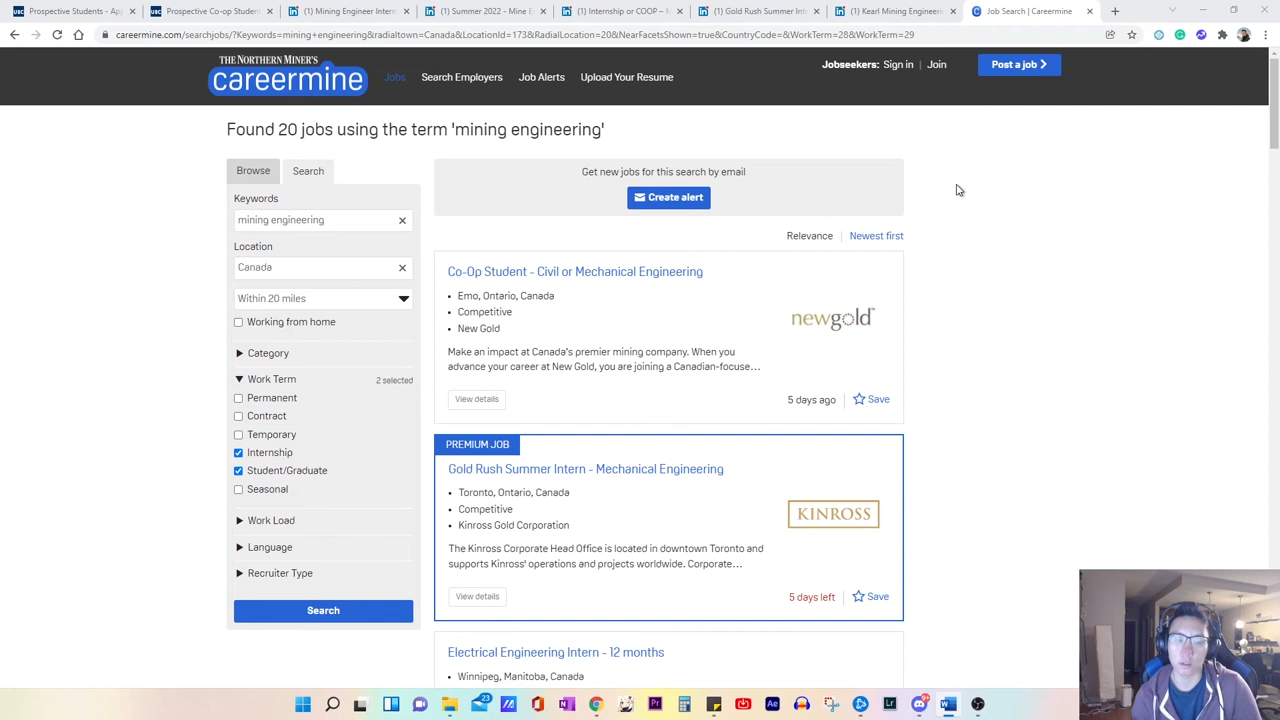 Prospective Students - App
Prospective Co-op Student
(1) Mining Engineer Intern
(1) Summer 2022 - Mine E
(1) Internship or COOP –
(1) Gold Rush Summer Int
(1) Kearl Mining Engineer
Job Search | Careermine
careermine.com/searchjobs/?Keywords=mining+engineering&radialtown=Canada&LocationId=173&RadialLocation=20&NearFacetsShown=true&CountryCode=&WorkTerm=28&WorkTerm=29
THE NORTHERN MINER'S
careermine
Jobs
Search Employers
Job Alerts
Upload Your Resume
Jobseekers: Sign in
Join
Post a job
Found 20 jobs using the term 'mining engineering'
Browse
Search
Keywords
mining engineering
Location
Canada
Within 20 miles
Working from home
Category
Work Term
2 selected
Permanent
Contract
Temporary
Internship
Student/Graduate
Seasonal
Work Load
Language
Recruiter Type
Search
Get new jobs for this search by email
Create alert
Relevance
Newest first
Co-Op Student - Civil or Mechanical Engineering
Emo, Ontario, Canada
Competitive
New Gold
newgold™
Make an impact at Canada's premier mining company. When you
advance your career at New Gold, you are joining a Canadian-focuse...
View details
5 days ago
Save
PREMIUM JOB
Gold Rush Summer Intern - Mechanical Engineering
Toronto, Ontario, Canada
Competitive
Kinross Gold Corporation
KINROSS
The Kinross Corporate Head Office is located in downtown Toronto and
supports Kinross' operations and projects worldwide. Corporate...
View details
5 days left
Save
Electrical Engineering Intern - 12 months
Winnipeg, Manitoba, Canada